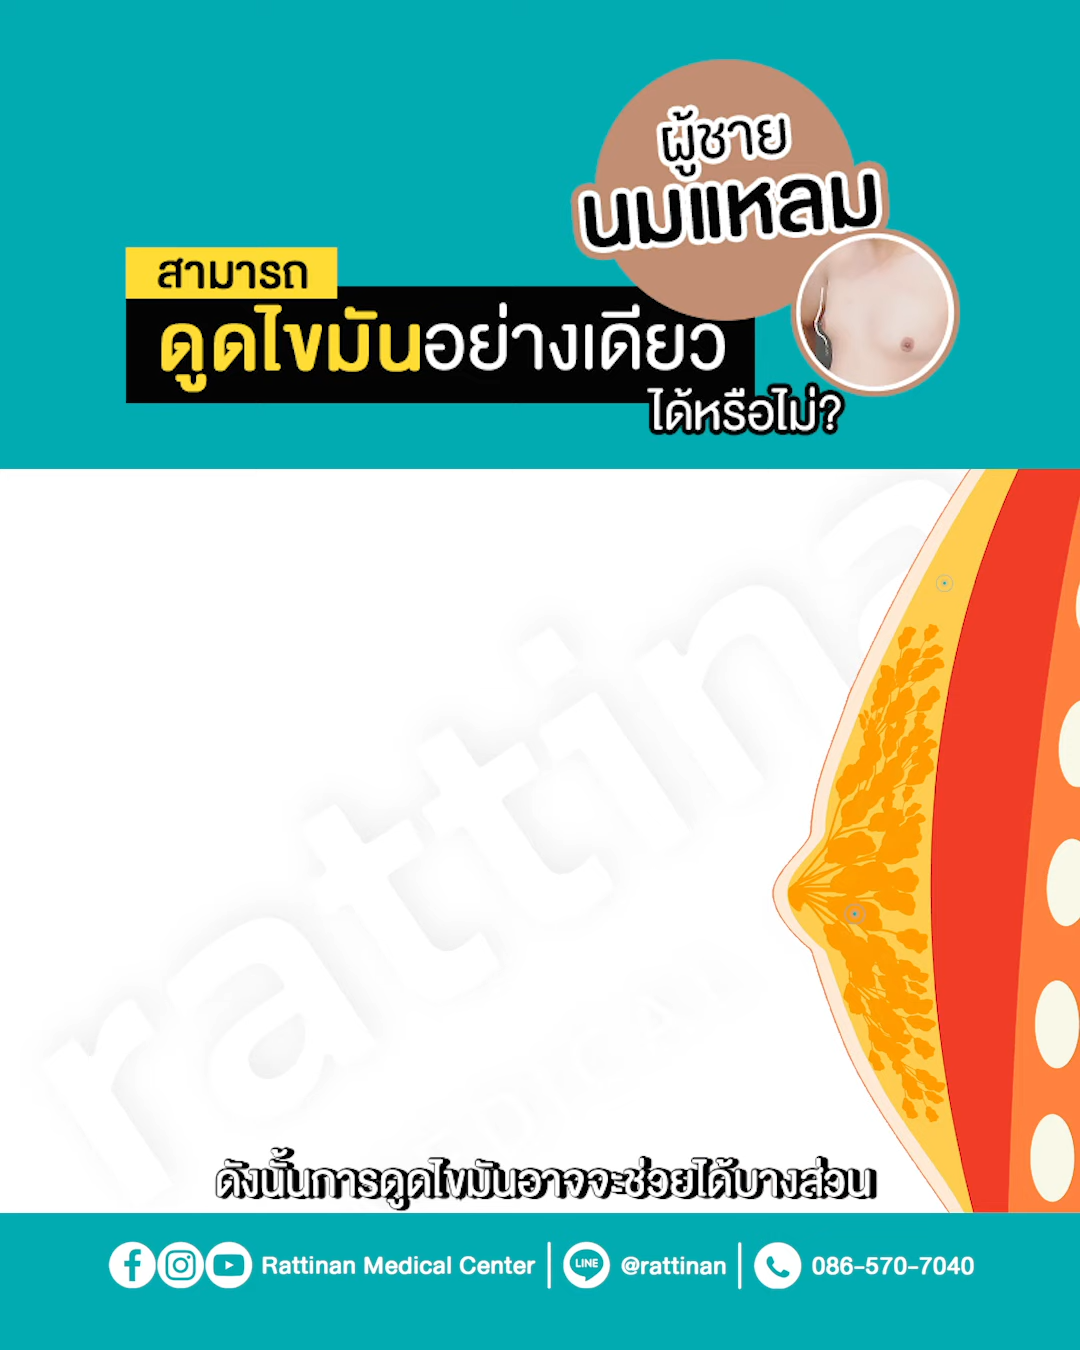 ผู้ชาย
นมแหลม
สามารถ
ดูดไขมันอย่างเดียว
ได้หรือไม่?
rattina
ดังนั้นการดูดไขมันอาจจะช่วยได้บางส่วน
Rattinan Medical Center | LINE @rattinan | 086-570-7040